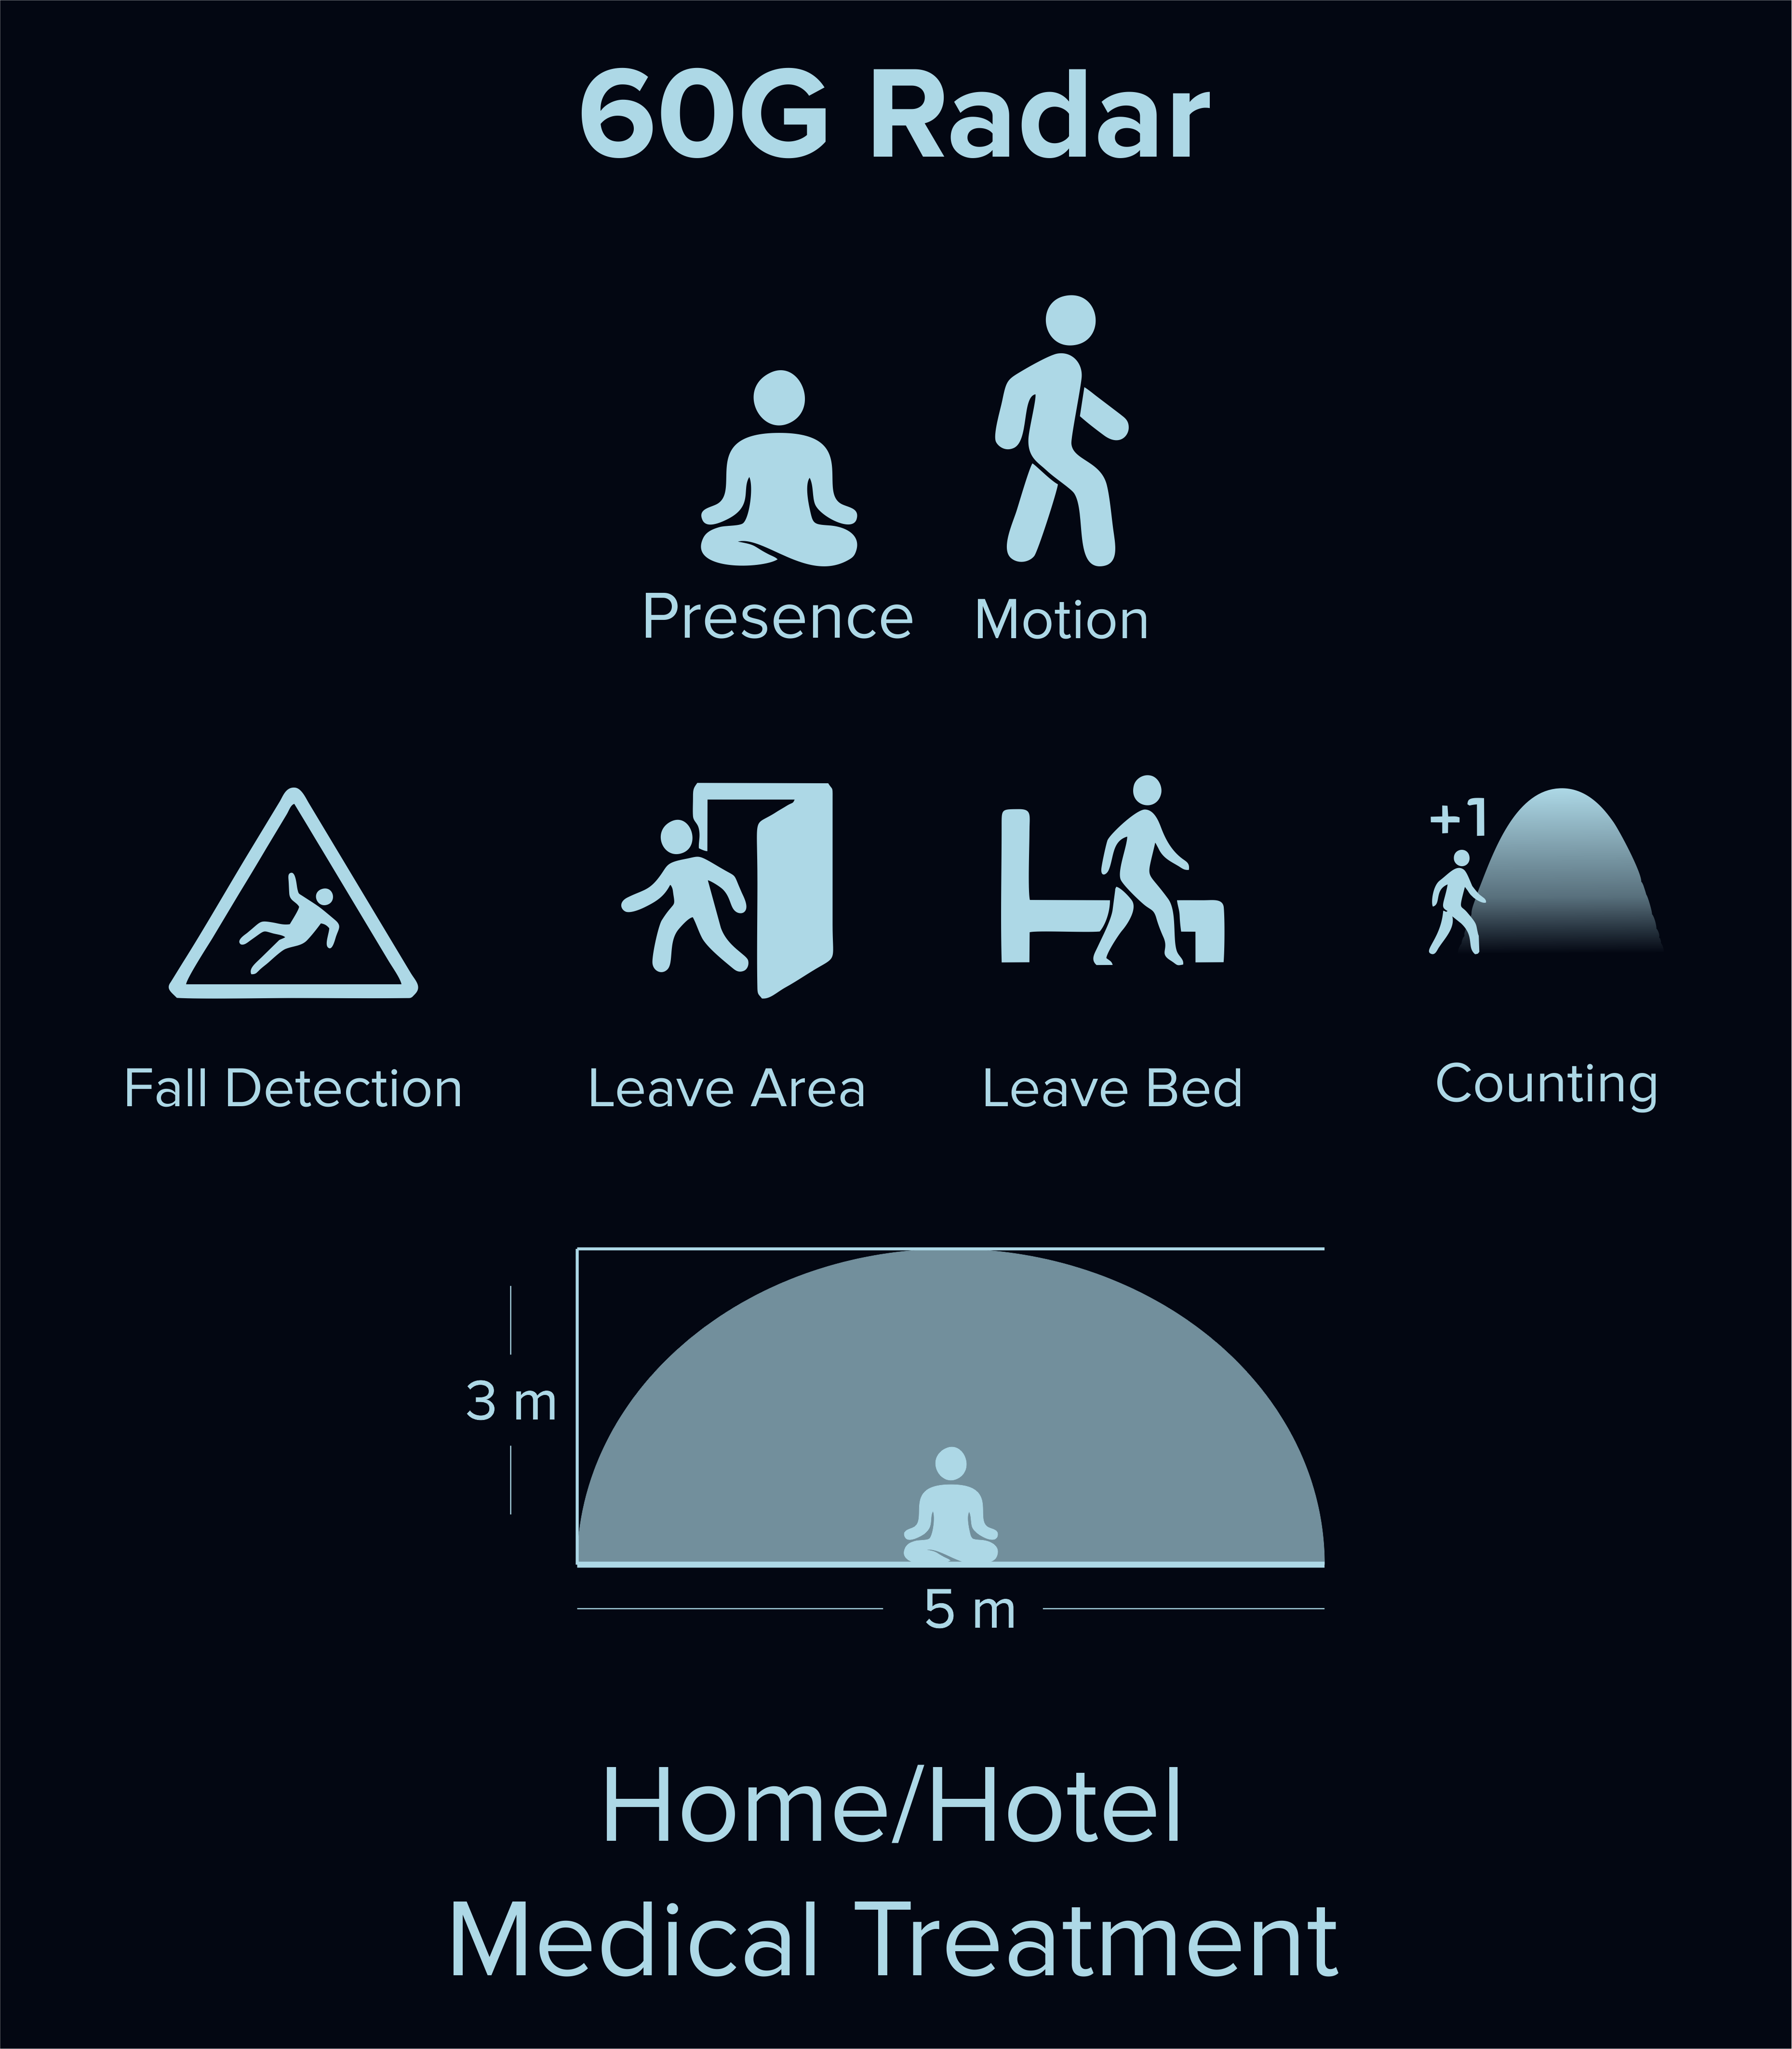 60G Radar
Presence
Motion
+1
Fall Detection
Leave Area
Leave Bed
Counting
3 m
5 m
Home/Hotel
Medical Treatment